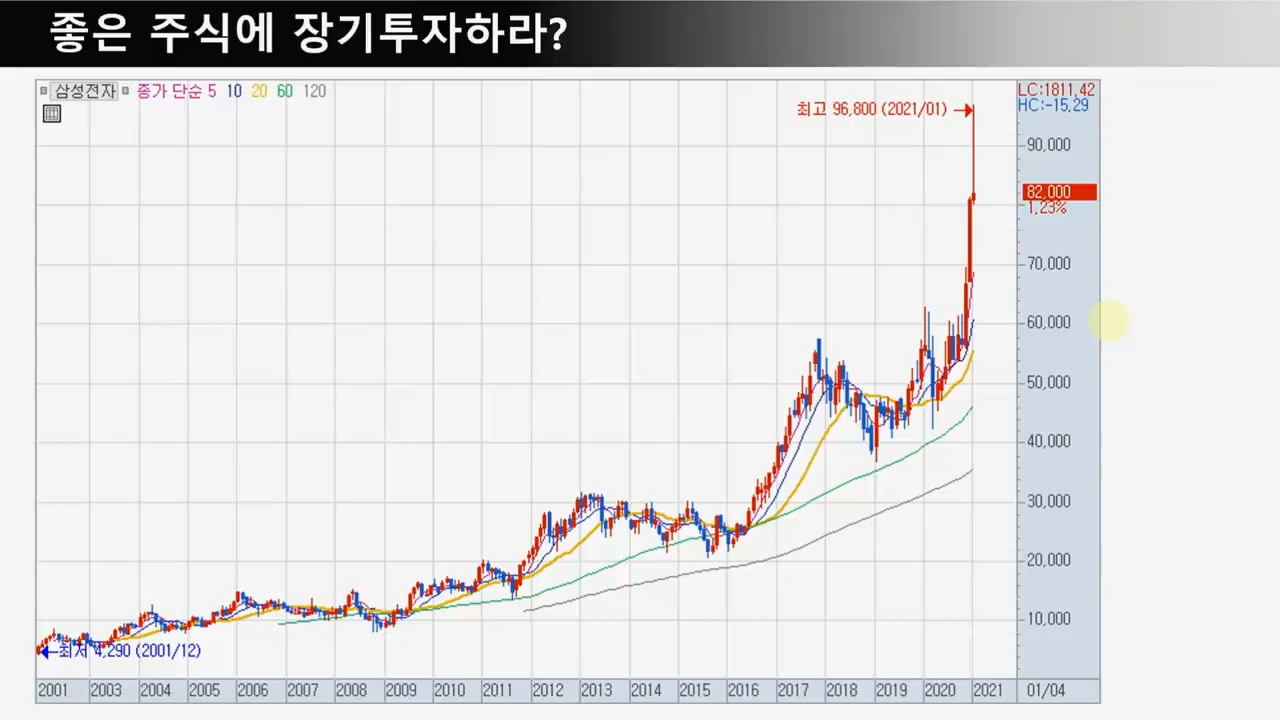 좋은 주식에 장기투자하라?
삼성전자 종가 단순 5 10 20 60 120
LC:1811,42
HC:-15,29
최고 96,800 (2021/01)
90,000
82,000
1,23%
70,000
60,000
50,000
40,000
30,000
20,000
10,000
최저 4,290 (2001/12)
2001 2003 2004 2005 2006 2007 2008 2009 2010 2011 2012 2013 2014 2015 2016 2017 2018 2019 2020 2021 01/04